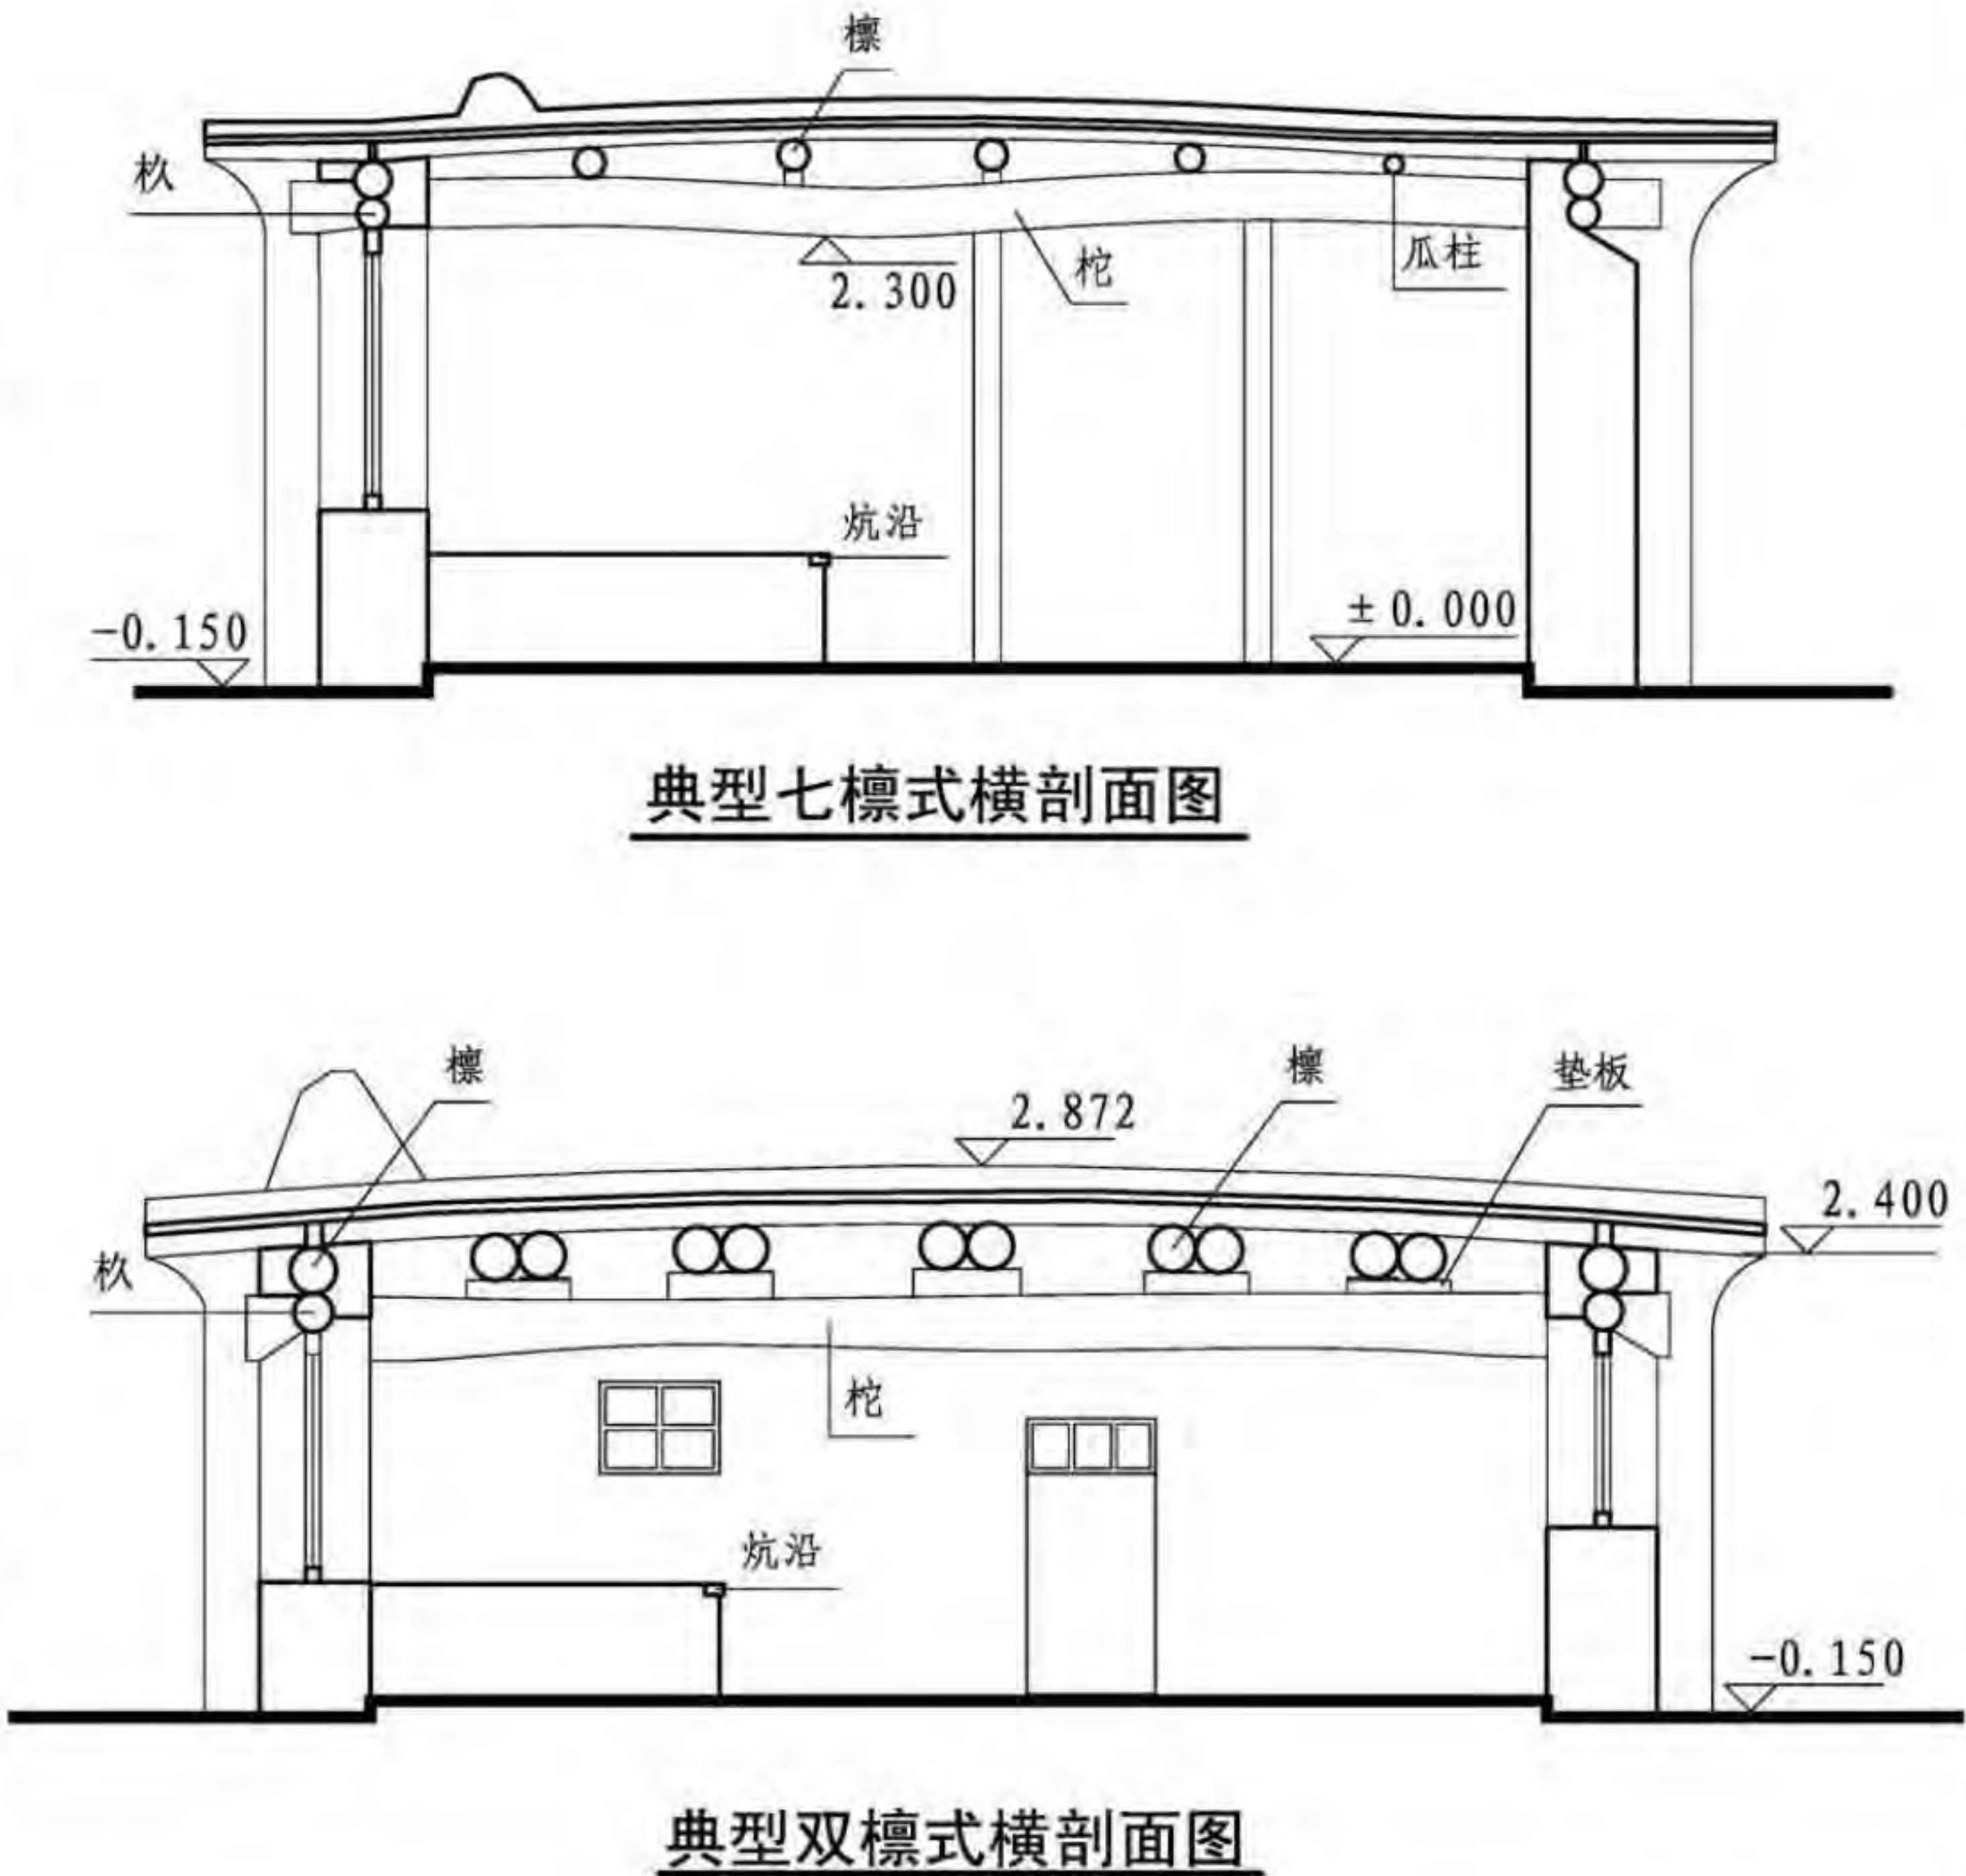 檩
杦
瓜柱
柁
2.300
炕沿
±0.000
-0.150
典型七檩式横剖面图
檩
檩
垫板
2.872
2.400
杦
柁
炕沿
-0.150
典型双檩式横剖面图